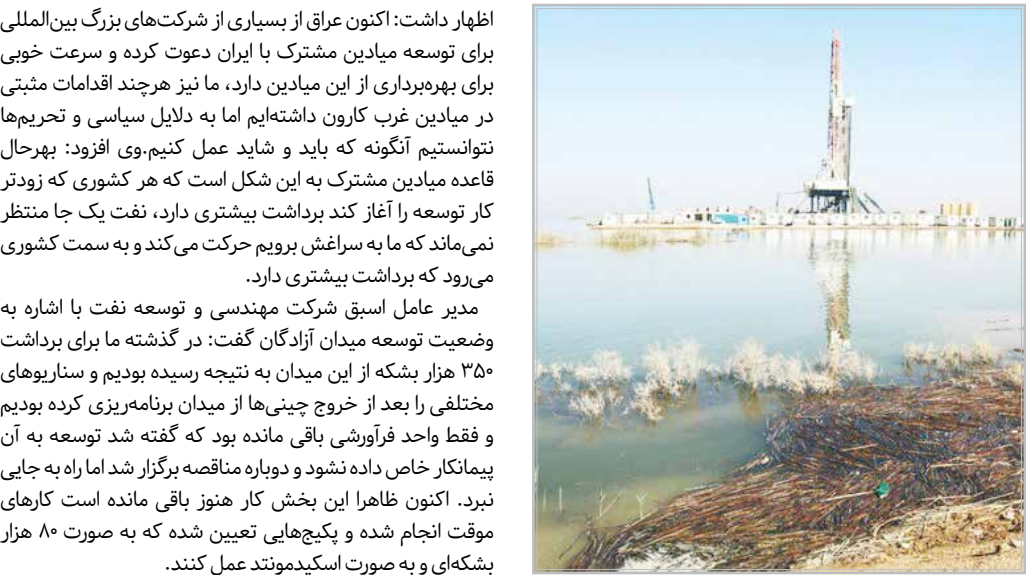 اظهار داشت: اکنون عراق از بسیاری از شرکت‌های بزرگ بین‌المللی
برای توسعه میادین مشترک با ایران دعوت کرده و سرعت خوبی
برای بهره‌برداری از این میادین دارد، ما نیز هرچند اقدامات مثبتی
در میادین غرب کارون داشته‌ایم اما به دلایل سیاسی و تحریم‌ها
نتوانستیم آنگونه که باید و شاید عمل کنیم.وی افزود: بهرحال
قاعده میادین مشترک به این شکل است که هر کشوری که زودتر
کار توسعه را آغاز کند برداشت بیشتری دارد، نفت یک جا منتظر
نمی‌ماند که ما به سراغش برویم حرکت می‌کند و به سمت کشوری
می‌رود که برداشت بیشتری دارد.
مدیر عامل اسبق شرکت مهندسی و توسعه نفت با اشاره به
وضعیت توسعه میدان آزادگان گفت: در گذشته ما برای برداشت
۳۵۰ هزار بشکه از این میدان به نتیجه رسیده بودیم و سناریوهای
مختلفی را بعد از خروج چینی‌ها از میدان برنامه‌ریزی کرده بودیم
و فقط واحد فرآورشی باقی مانده بود که گفته شد توسعه به آن
پیمانکار خاص داده نشود و دوباره مناقصه برگزار شد اما راه به جایی
نبرد. اکنون ظاهرا این بخش کار هنوز باقی مانده است کارهای
موقت انجام شده و پکیج‌هایی تعیین شده که به صورت ۸۰ هزار
بشکه‌ای و به صورت اسکیدمونتد عمل کنند.